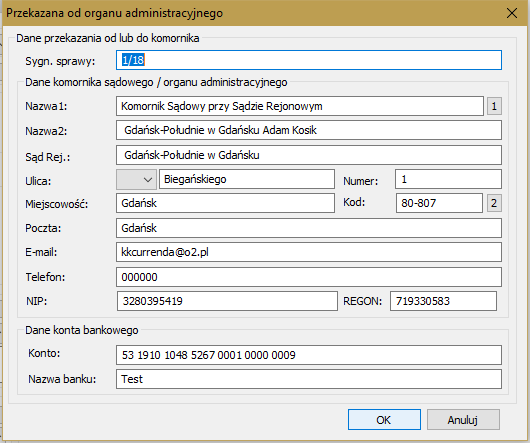 Przekazana od organu administracyjnego
Dane przekazania od lub do komornika
Sygn. sprawy: 1/18
Dane komornika sądowego / organu administracyjnego
Nazwa1: Komornik Sądowy przy Sądzie Rejonowym 1
Nazwa2: Gdańsk-Południe w Gdańsku Adam Kosik
Sąd Rej.: Gdańsk-Południe w Gdańsku
Ulica: Biegańskiego Numer: 1
Miejscowość: Gdańsk Kod: 80-807 2
Poczta: Gdańsk
E-mail: kkcurrenda@o2.pl
Telefon: 000000
NIP: 3280395419 REGON: 719330583
Dane konta bankowego
Konto: 53 1910 1048 5267 0001 0000 0009
Nazwa banku: Test
OK Anuluj